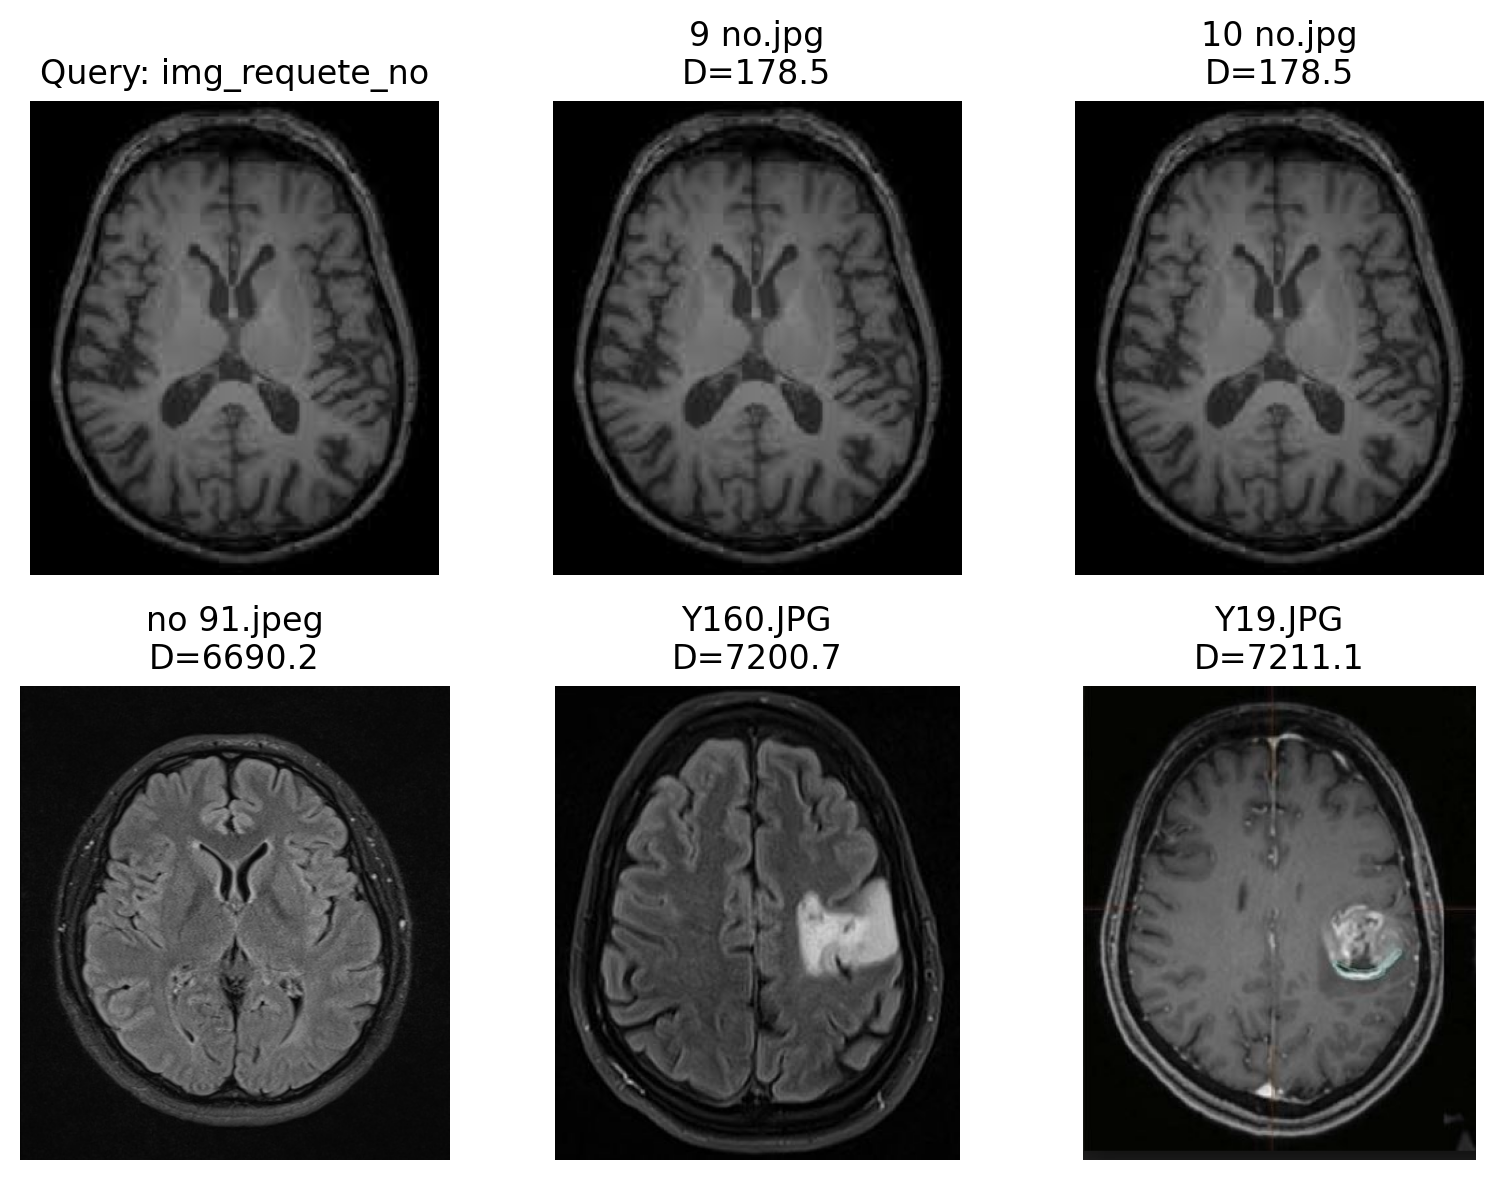 Query: img_requete_no
9 no.jpg
D=178.5
10 no.jpg
D=178.5
no 91.jpeg
D=6690.2
Y160.JPG
D=7200.7
Y19.JPG
D=7211.1